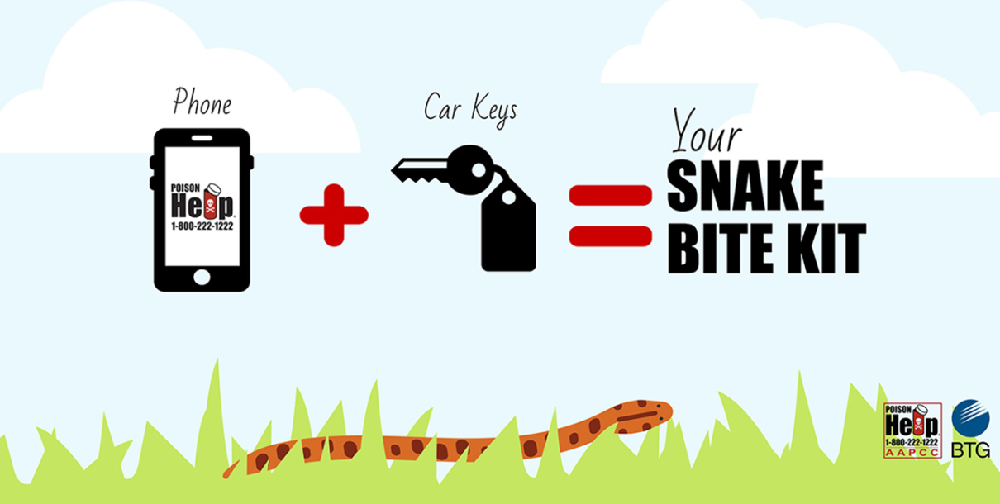 Phone
POISON
Help
1-800-222-1222
Car Keys
Your
SNAKE
BITE KIT
POISON
Help
1-800-222-1222
AAPCC
BTG